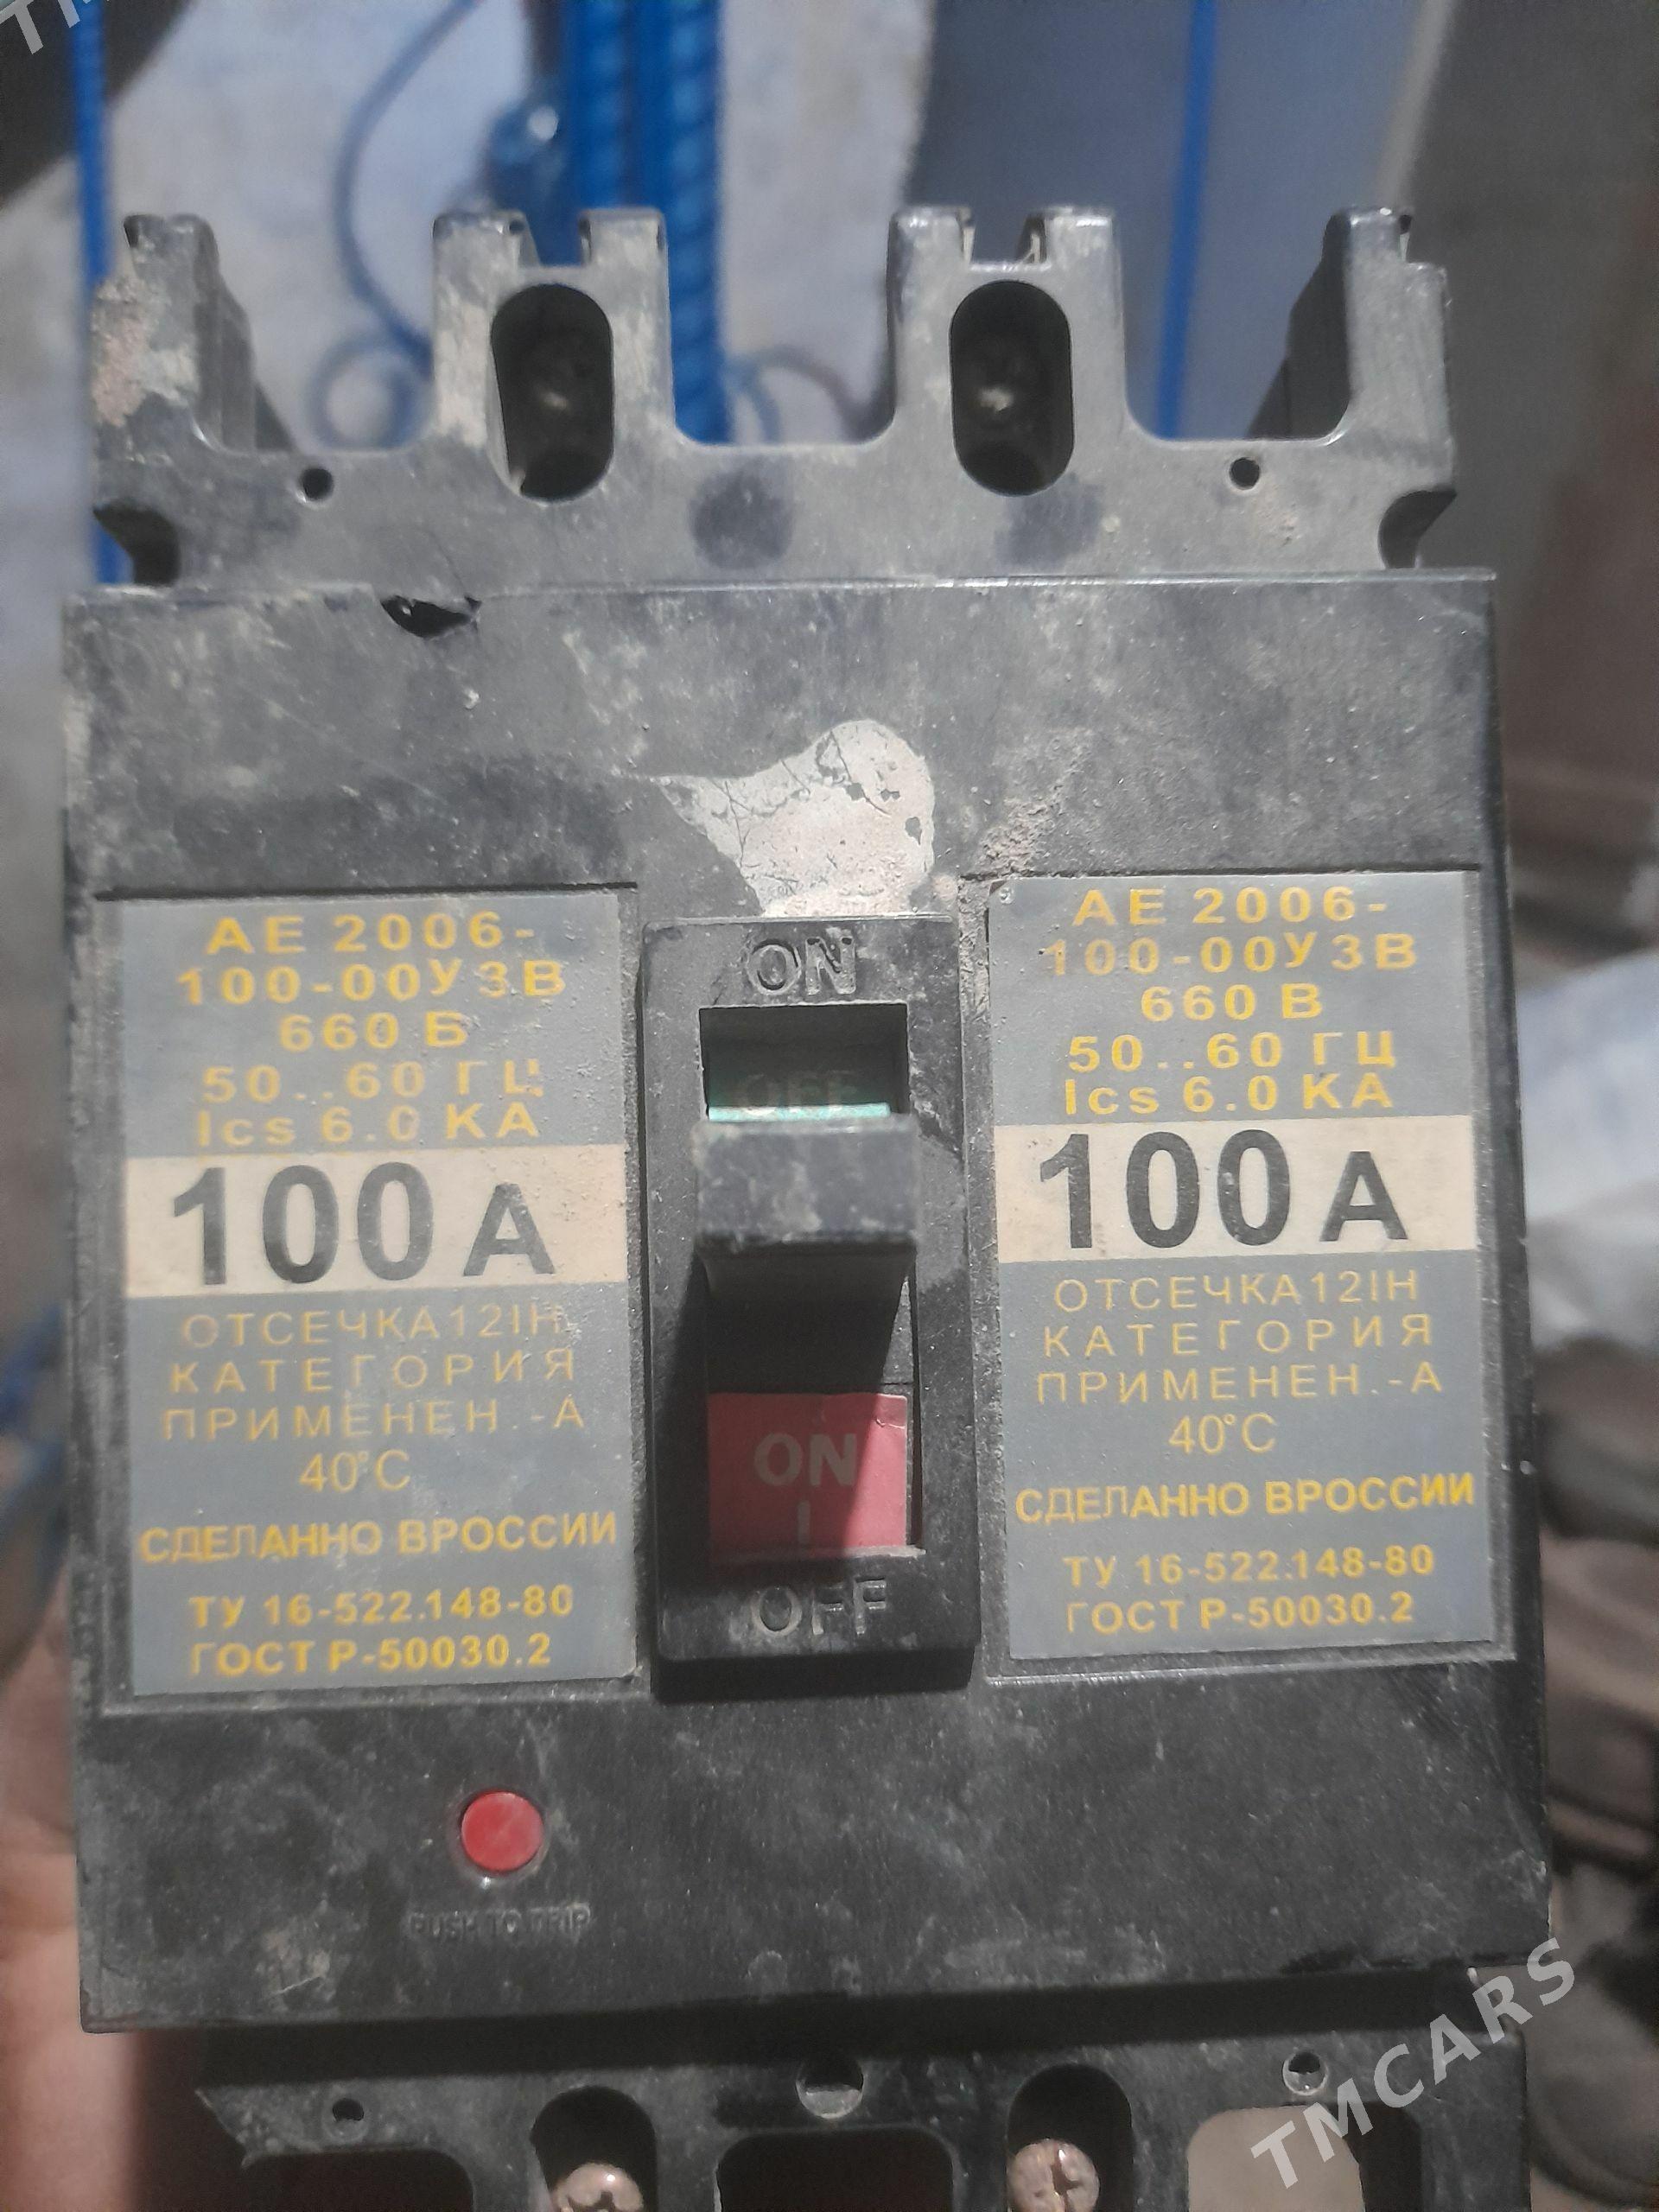 АЕ 2006-
100-00У3В
660 Б
50..60 ГЦ
Ics 6.0 КА
100 А
ОТСЕЧКА12IН
КАТЕГОРИЯ
ПРИМЕНЕН.-А
40°С
СДЕЛАННО ВРОССИИ
ТУ 16-522.148-80
ГОСТ Р-50030.2
ON
OFF
ON
I
OFF
АЕ 2006-
100-00У3В
660 В
50..60 ГЦ
Ics 6.0 КА
100 А
ОТСЕЧКА12IН
КАТЕГОРИЯ
ПРИМЕНЕН.-А
40°С
СДЕЛАННО ВРОССИИ
ТУ 16-522.148-80
ГОСТ Р-50030.2
PUSH TO TRIP
TMCARS